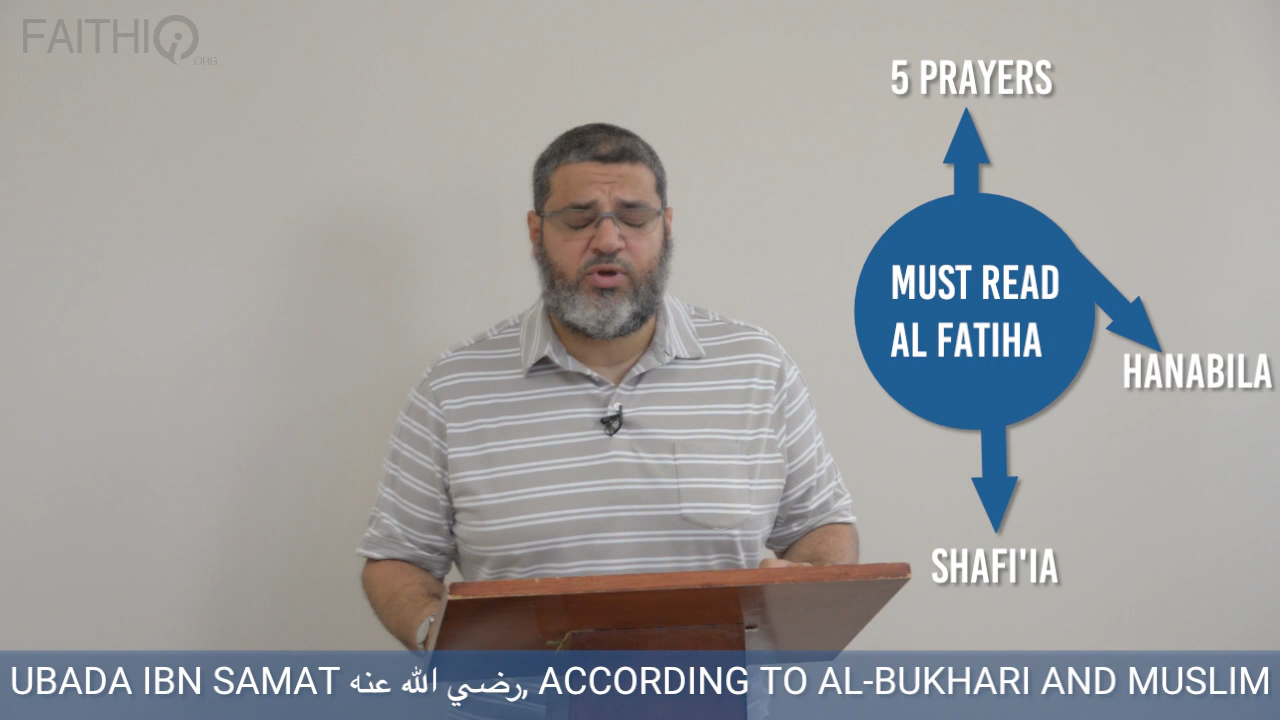 FAITHIQ
.ORG
5 PRAYERS
MUST READ
AL FATIHA
HANABILA
SHAFI'IA
UBADA IBN SAMAT رضي الله عنه, ACCORDING TO AL-BUKHARI AND MUSLIM